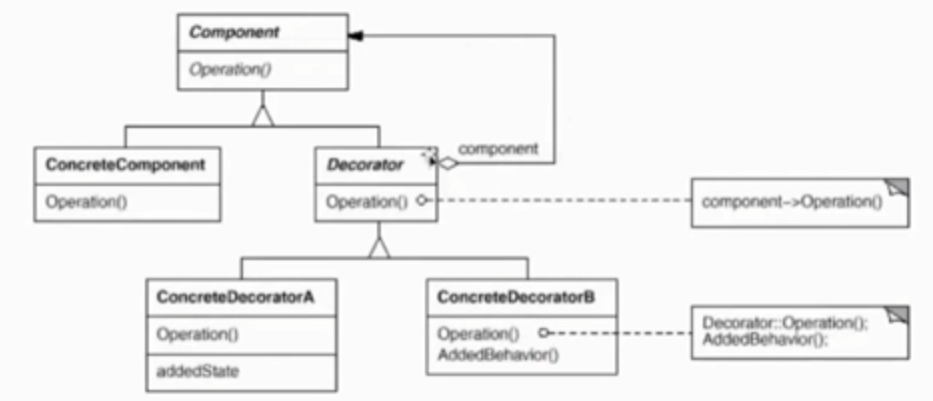 Component
Operation()
ConcreteComponent
Operation()
Decorator
Operation()
component
component->Operation()
ConcreteDecoratorA
Operation()
addedState
ConcreteDecoratorB
Operation()
AddedBehavior()
Decorator::Operation();
AddedBehavior();